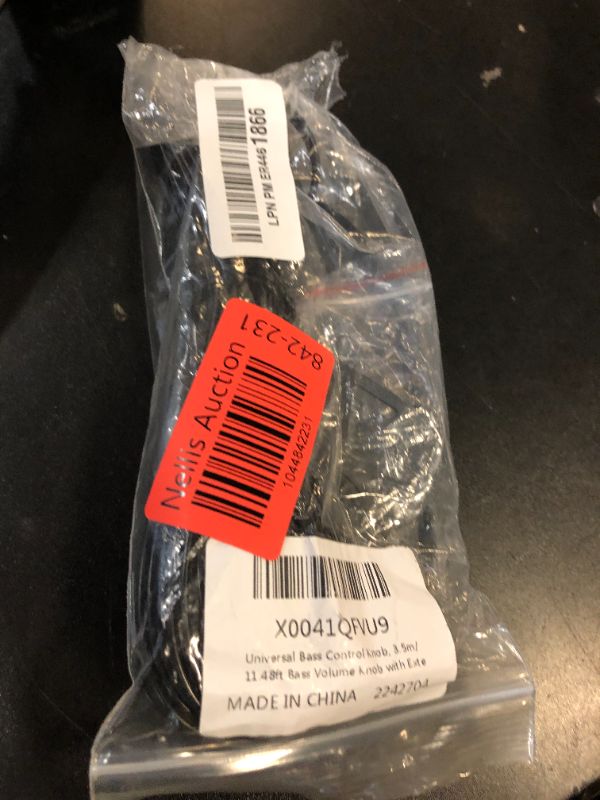 LPN PM ER446 1866
Nellis Auction
842-231
1044842231
X0041QFVU9
Universal Bass Control knob, 3.5m/
11.48ft Bass Volume Knob with Exte
MADE IN CHINA 2242704